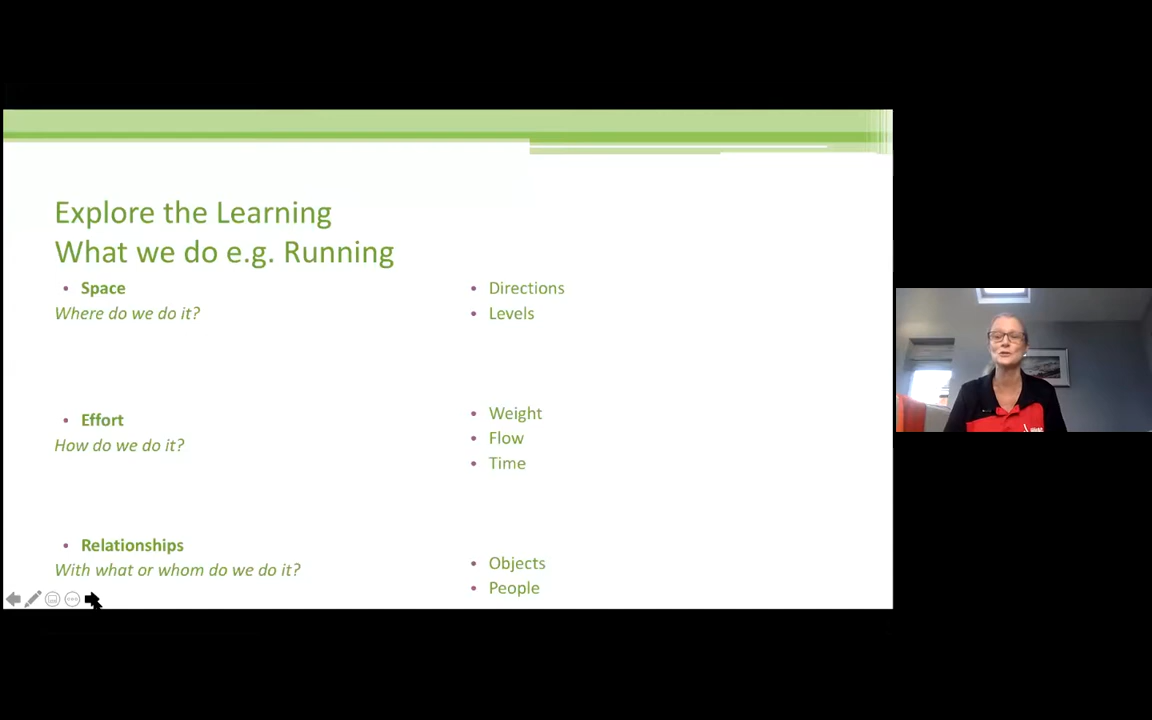 Explore the Learning
What we do e.g. Running
• Space
Where do we do it?
• Directions
• Levels
• Effort
How do we do it?
• Weight
• Flow
• Time
• Relationships
With what or whom do we do it?
• Objects
• People